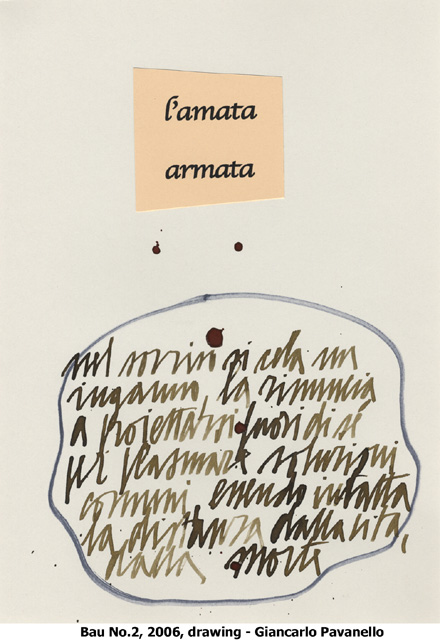 l'amata
armata
nel sorriso si cela un
inganno, la rinuncia
a proiettarsi fuori di sé
per plasmare soluzioni
comuni, essendo intatta
la distanza dalla vita,
dalla morte
Bau No.2, 2006, drawing - Giancarlo Pavanello